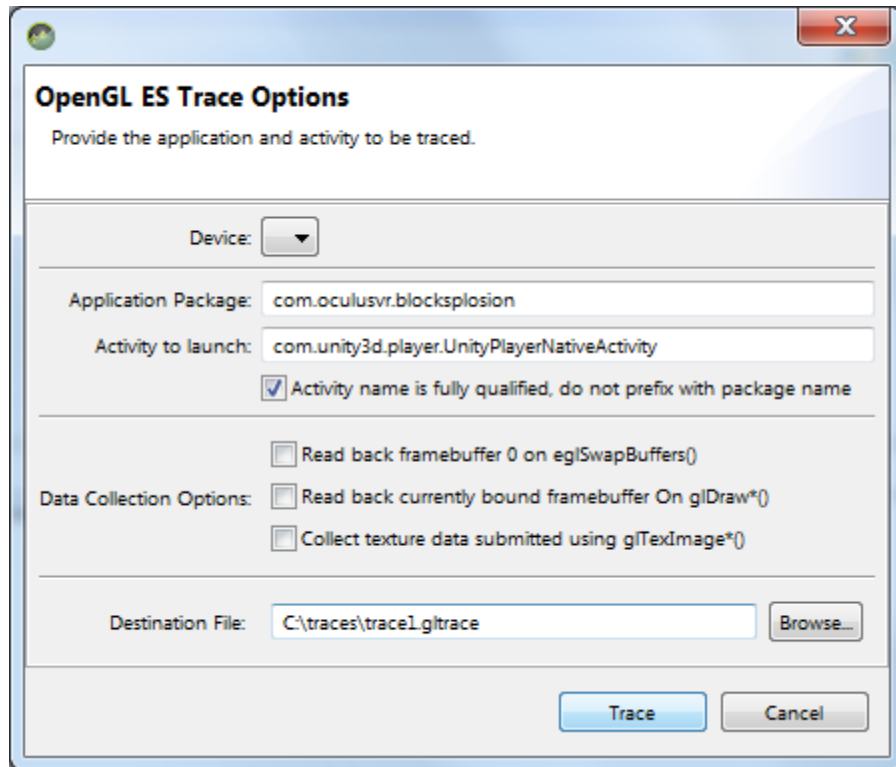 OpenGL ES Trace Options
Provide the application and activity to be traced.
Device:
Application Package: com.oculusvr.blocksplosion
Activity to launch: com.unity3d.player.UnityPlayerNativeActivity
Activity name is fully qualified, do not prefix with package name
Read back framebuffer 0 on eglSwapBuffers()
Data Collection Options: Read back currently bound framebuffer On glDraw*()
Collect texture data submitted using glTexImage*()
Destination File: C:\traces\trace1.gltrace Browse...
Trace Cancel